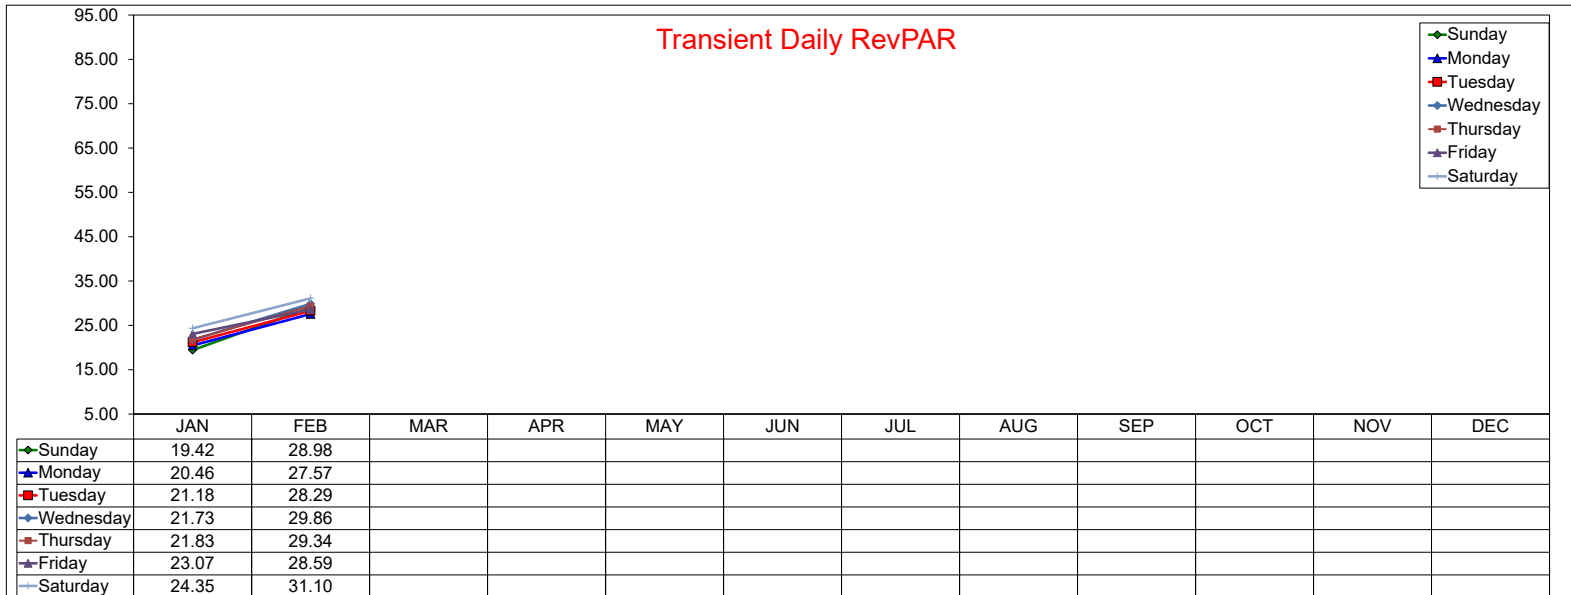 Transient Daily RevPAR
95.00
85.00
75.00
65.00
55.00
45.00
35.00
25.00
15.00
5.00
Sunday
Monday
Tuesday
Wednesday
Thursday
Friday
Saturday
JAN FEB MAR APR MAY JUN JUL AUG SEP OCT NOV DEC
Sunday 19.42 28.98
Monday 20.46 27.57
Tuesday 21.18 28.29
Wednesday 21.73 29.86
Thursday 21.83 29.34
Friday 23.07 28.59
Saturday 24.35 31.10